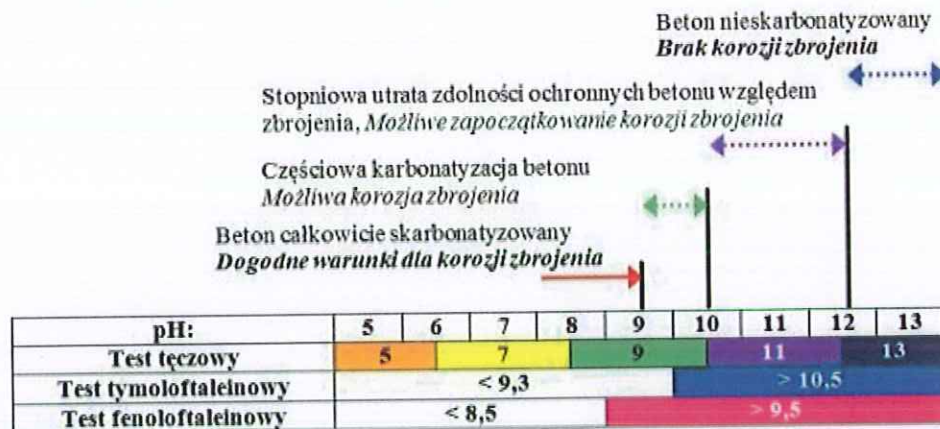 Beton nieskarbonatyzowany
Brak korozji zbrojenia
Stopniowa utrata zdolności ochronnych betonu względem
zbrojenia, Możliwe zapoczątkowanie korozji zbrojenia
Częściowa karbonatyzacja betonu
Możliwa korozja zbrojenia
Beton całkowicie skarbonatyzowany
Dogodne warunki dla korozji zbrojenia
pH: 5 6 7 8 9 10 11 12 13
Test tęczowy 5 7 9 11 13
Test tymoloftaleinowy < 9,3 > 10,5
Test fenoloftaleinowy < 8,5 > 9,5